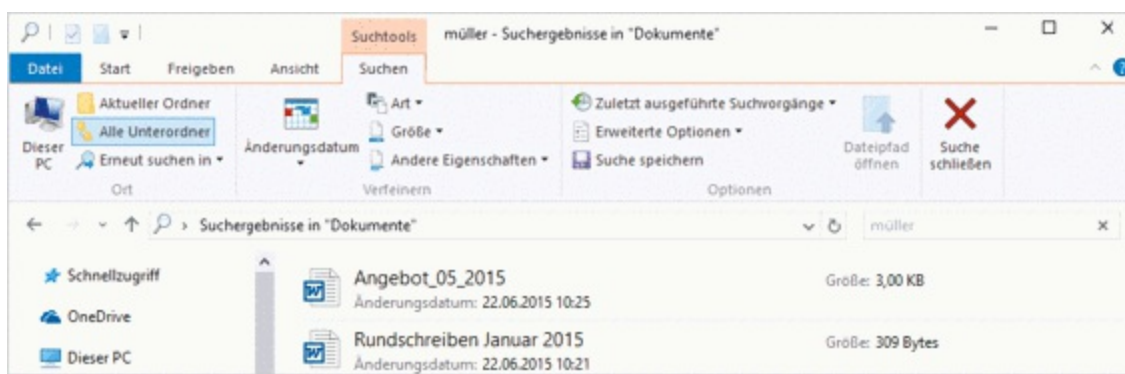 Suchtools müller - Suchergebnisse in "Dokumente"
Datei Start Freigeben Ansicht Suchen
Dieser PC
Aktueller Ordner
Alle Unterordner
Erneut suchen in
Ort
Änderungsdatum
Art
Größe
Andere Eigenschaften
Verfeinern
Zuletzt ausgeführte Suchvorgänge
Erweiterte Optionen
Suche speichern
Optionen
Dateipfad
öffnen
Suche
schließen
Suchergebnisse in "Dokumente" müller
Schnellzugriff
OneDrive
Dieser PC
Angebot_05_2015 Größe: 3,00 KB
Änderungsdatum: 22.06.2015 10:25
Rundschreiben Januar 2015 Größe: 309 Bytes
Änderungsdatum: 22.06.2015 10:21